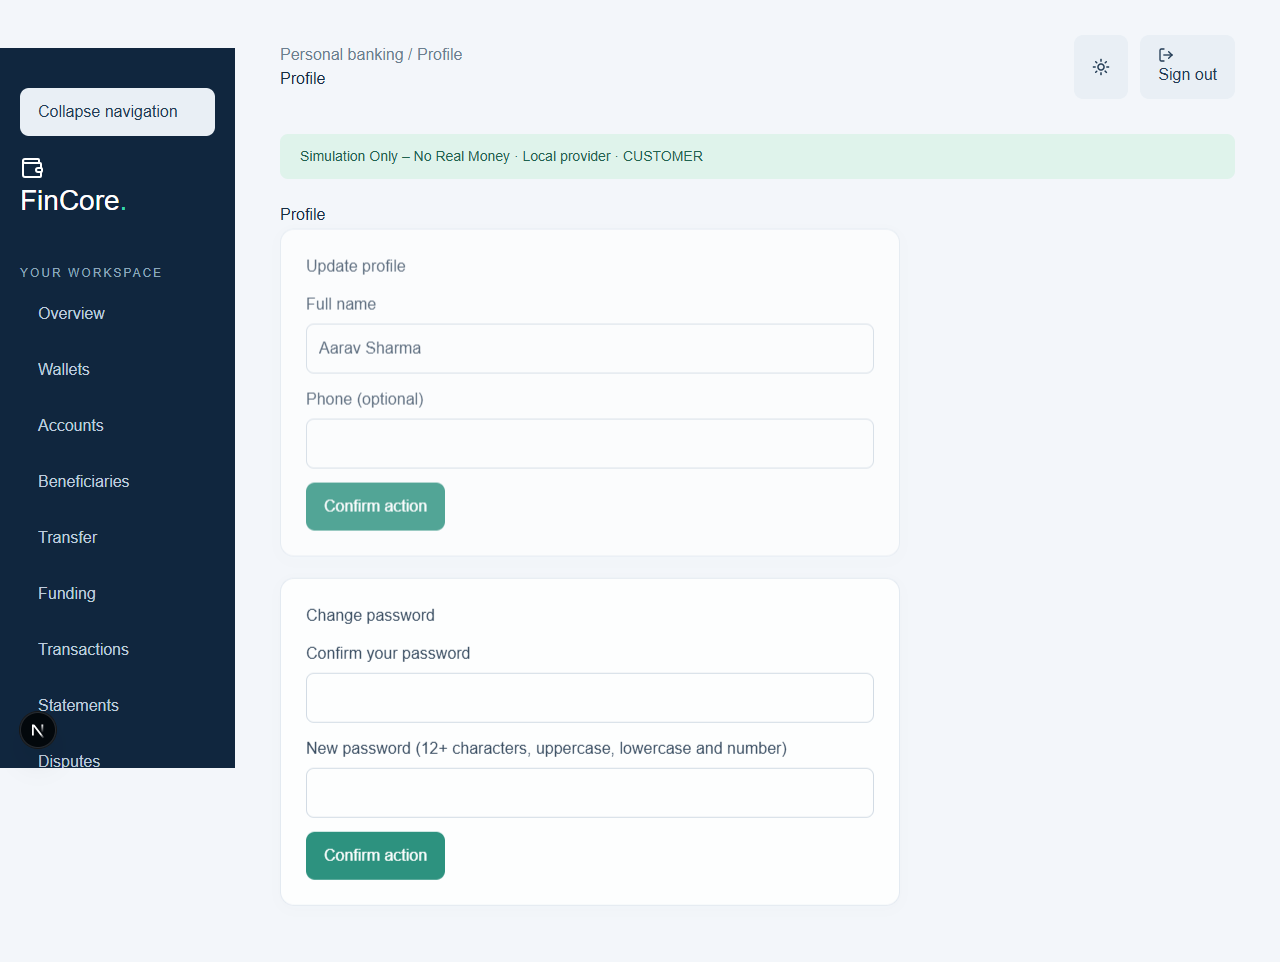 Collapse navigation
FinCore.
YOUR WORKSPACE
Overview
Wallets
Accounts
Beneficiaries
Transfer
Funding
Transactions
Statements
N
Disputes
Personal banking / Profile
Profile
Sign out
Simulation Only – No Real Money · Local provider · CUSTOMER
Profile
Update profile
Full name
Aarav Sharma
Phone (optional)
Confirm action
Change password
Confirm your password
New password (12+ characters, uppercase, lowercase and number)
Confirm action